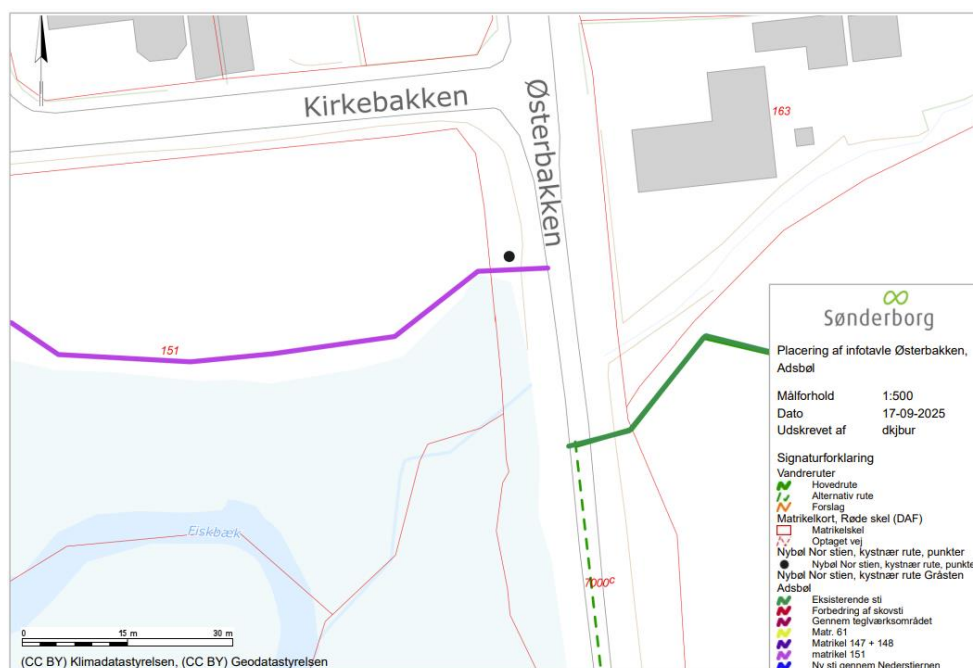 Kirkebakken
Østerbakken
163
151
Fiskbæk
7000c
0 15 m 30 m
(CC BY) Klimadatastyrelsen, (CC BY) Geodatastyrelsen
Sønderborg
Placering af infotavle Østerbakken,
Adsbøl
Målforhold 1:500
Dato 17-09-2025
Udskrevet af dkjbur
Signaturforklaring
Vandreruter
Hovedrute
Alternativ rute
Forslag
Matrikelkort, Røde skel (DAF)
Matrikelskel
Optaget vej
Nybøl Nor stien, kystnær rute, punkter
Nybøl Nor stien, kystnær rute, punkte
Nybøl Nor stien, kystnær rute Gråsten
Adsbøl
Eksisterende sti
Forbedring af skovsti
Gennem teglværksområdet
Matr. 61
Matrikel 147 + 148
matrikel 151
Ny sti gennem Nederstjernen